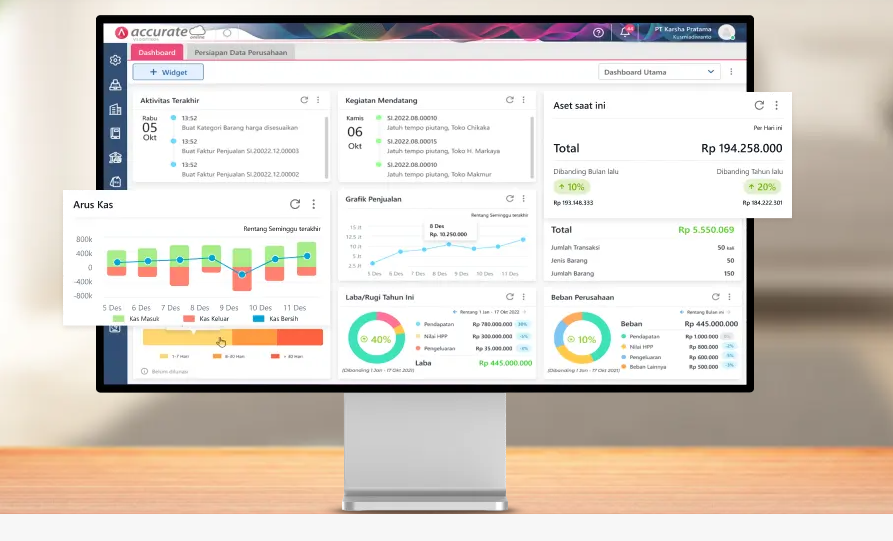 accurate online
PT Karsha Pratama
Kusmiadimanto
Dashboard
Persiapan Data Perusahaan
+ Widget
Dashboard Utama
Aktivitas Terakhir
Rabu
05
Okt
13:52
Buat Kategori Barang harga disesuaikan
13:52
Buat Faktur Penjualan SI.20022.12.00003
13:52
Buat Faktur Penjualan SI.20022.12.00002
Kegiatan Mendatang
Kamis
06
Okt
SI.2022.08.00010
Jatuh tempo piutang, Toko Chikaka
SI.2022.08.00015
Jatuh tempo piutang, Toko H. Markaya
SI.2022.08.00010
Jatuh tempo piutang, Toko Makmur
Aset saat ini
Per Hari ini
Total Rp 194.258.000
Dibanding Bulan lalu Dibanding Tahun lalu
10% 20%
Rp 193.148.333 Rp 184.222.301
Arus Kas
Rentang Seminggu terakhir
800k
400k
0
-400k
-800k
5 Des 6 Des 7 Des 8 Des 9 Des 10 Des 11 Des
Kas Masuk Kas Keluar Kas Bersih
1-7 Hari
8-30 Hari
Belum dilunasi
Grafik Penjualan
Rentang Seminggu terakhir
8 Des
Rp. 10.250.000
15 jt
12.5 jt
10 jt
5 jt
2.5 jt
5 Des 6 Des 7 Des 8 Des 9 Des 10 Des 11 Des
Total Rp 5.550.069
Jumlah Transaksi 50 kali
Jenis Barang 50
Jumlah Barang 150
Laba/Rugi Tahun Ini
Rentang 1 Jan - 17 Okt 2022
40%
Pendapatan Rp 780.000.000
Nilai HPP Rp 300.000.000
Pengeluaran Rp 35.000.000
Laba Rp 445.000.000
(Dibanding 1 Jan - 17 Okt 2021)
Beban Perusahaan
Rentang Bulan ini
10%
Beban Rp 445.000.000
Pendapatan Rp 1.000.000
Nilai HPP Rp 800.000
Pengeluaran Rp 600.000
Beban Lainnya Rp 500.000
(Dibanding 1 Jan - 17 Okt 2021)